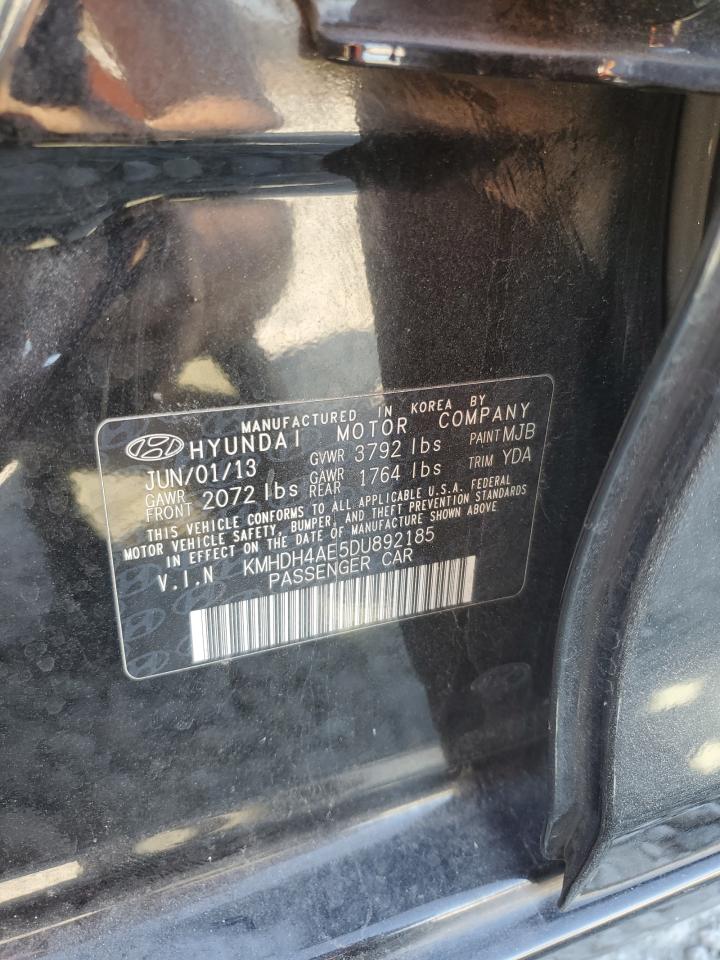 MANUFACTURED IN KOREA BY
HYUNDAI MOTOR COMPANY
JUN/01/13 GVWR 3792 lbs PAINT MJB
GAWR FRONT 2072 lbs GAWR REAR 1764 lbs TRIM YDA
THIS VEHICLE CONFORMS TO ALL APPLICABLE U.S.A. FEDERAL
MOTOR VEHICLE SAFETY, BUMPER, AND THEFT PREVENTION STANDARDS
IN EFFECT ON THE DATE OF MANUFACTURE SHOWN ABOVE
V.I.N KMHDH4AE5DU892185
PASSENGER CAR